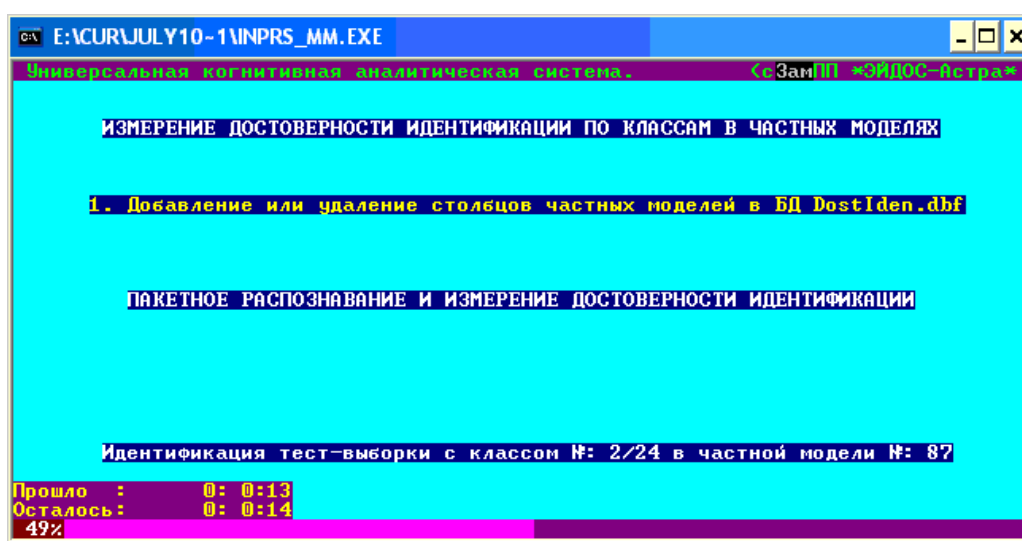 E:\CUR\JULY10~1\INPRS_MM.EXE
Универсальная когнитивная аналитическая система. (cЗамПП *ЭЙДОС-Астра*
ИЗМЕРЕНИЕ ДОСТОВЕРНОСТИ ИДЕНТИФИКАЦИИ ПО КЛАССАМ В ЧАСТНЫХ МОДЕЛЯХ
1. Добавление или удаление столбцов частных моделей в БД DostIden.dbf
ПАКЕТНОЕ РАСПОЗНАВАНИЕ И ИЗМЕРЕНИЕ ДОСТОВЕРНОСТИ ИДЕНТИФИКАЦИИ
Идентификация тест-выборки с классом №: 2/24 в частной модели №: 87
Прошло : 0: 0:13
Осталось: 0: 0:14
49%